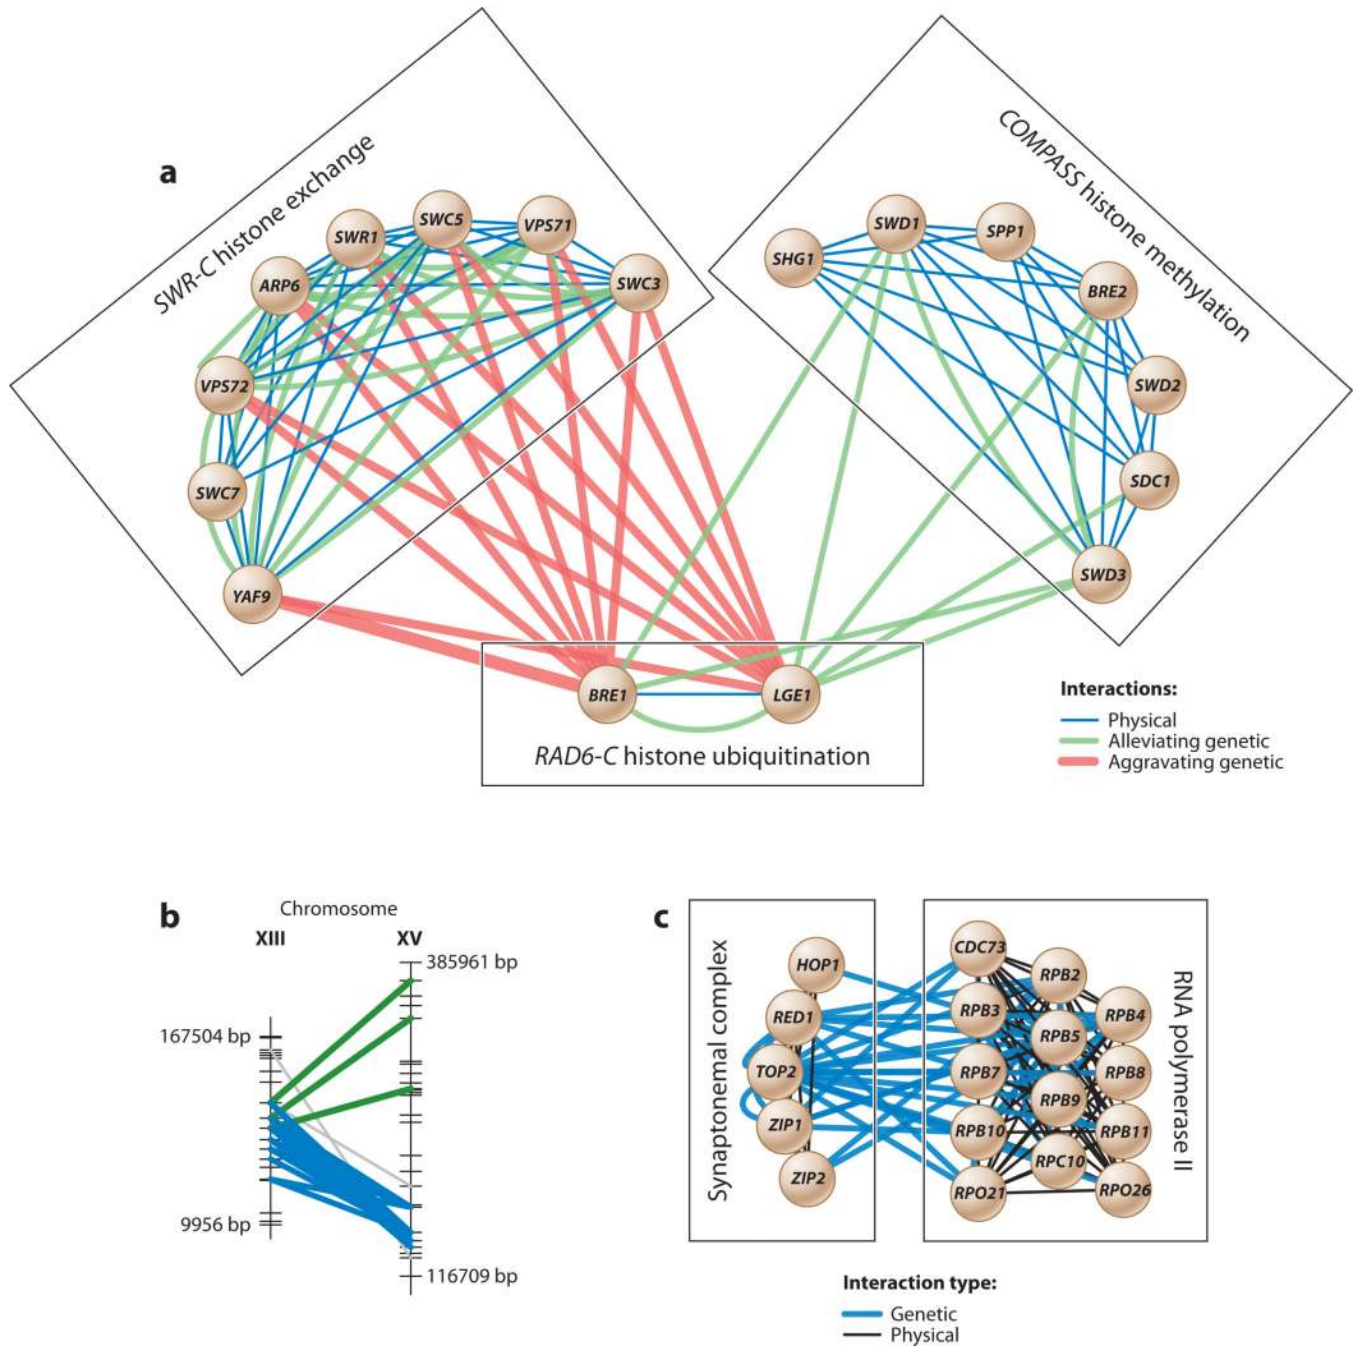 a
SWR-C histone exchange
SWR1
SWC5
VPS71
ARP6
SWC3
VPS72
SWC7
YAF9
COMPASS histone methylation
SHG1
SWD1
SPP1
BRE2
SWD2
SDC1
SWD3
BRE1
LGE1
RAD6-C histone ubiquitination
Interactions:
Physical
Alleviating genetic
Aggravating genetic
b
Chromosome
XIII
XV
385961 bp
167504 bp
9956 bp
116709 bp
c
Synaptonemal complex
HOP1
RED1
TOP2
ZIP1
ZIP2
CDC73
RPB2
RPB3
RPB4
RPB5
RPB7
RPB8
RPB9
RPB10
RPB11
RPC10
RPO21
RPO26
RNA polymerase II
Interaction type:
Genetic
Physical